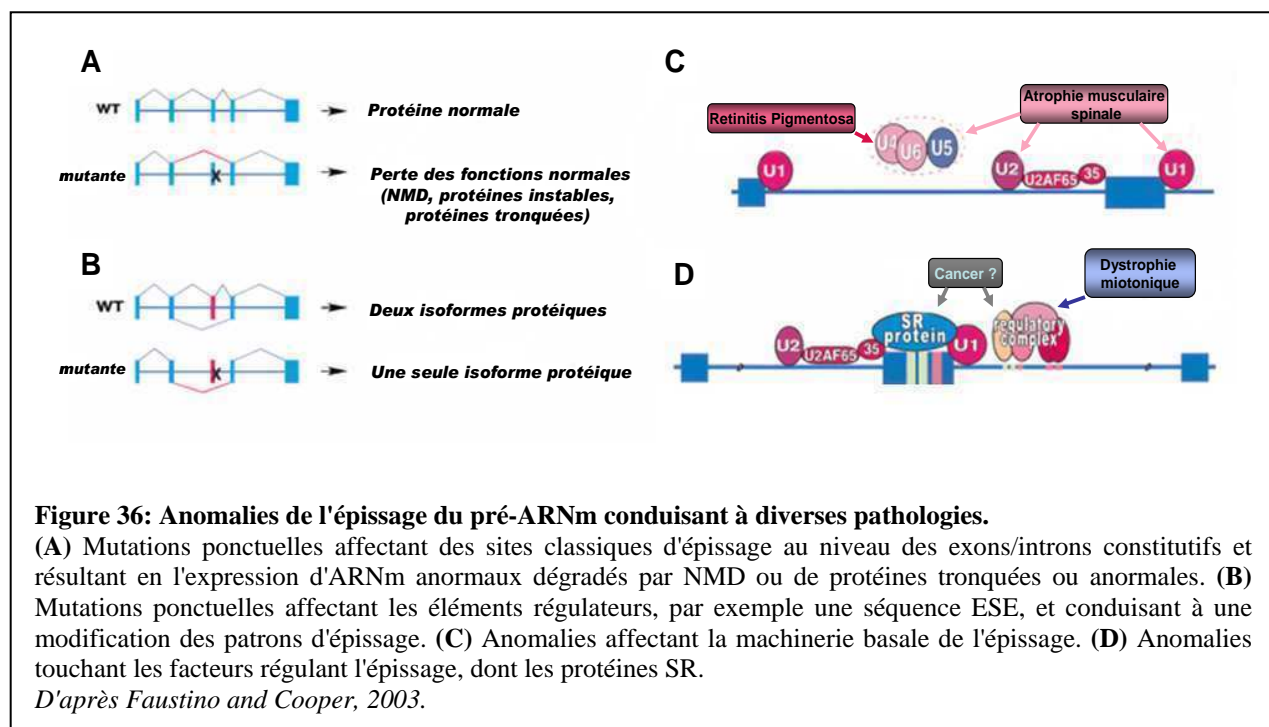 A
WT
Protéine normale
mutante
Perte des fonctions normales
(NMD, protéines instables,
protéines tronquées)
B
WT
Deux isoformes protéiques
mutante
Une seule isoforme protéique
C
Retinitis Pigmentosa
Atrophie musculaire
spinale
U4
U6
U5
U1
U2
U2AF65
35
U1
D
Cancer ?
Dystrophie
miotonique
U2
U2AF65
35
SR
protein
U1
regulatory
complex
Figure 36: Anomalies de l'épissage du pré-ARNm conduisant à diverses pathologies.
(A) Mutations ponctuelles affectant des sites classiques d'épissage au niveau des exons/introns constitutifs et
résultant en l'expression d'ARNm anormaux dégradés par NMD ou de protéines tronquées ou anormales. (B)
Mutations ponctuelles affectant les éléments régulateurs, par exemple une séquence ESE, et conduisant à une
modification des patrons d'épissage. (C) Anomalies affectant la machinerie basale de l'épissage. (D) Anomalies
touchant les facteurs régulant l'épissage, dont les protéines SR.
D'après Faustino and Cooper, 2003.